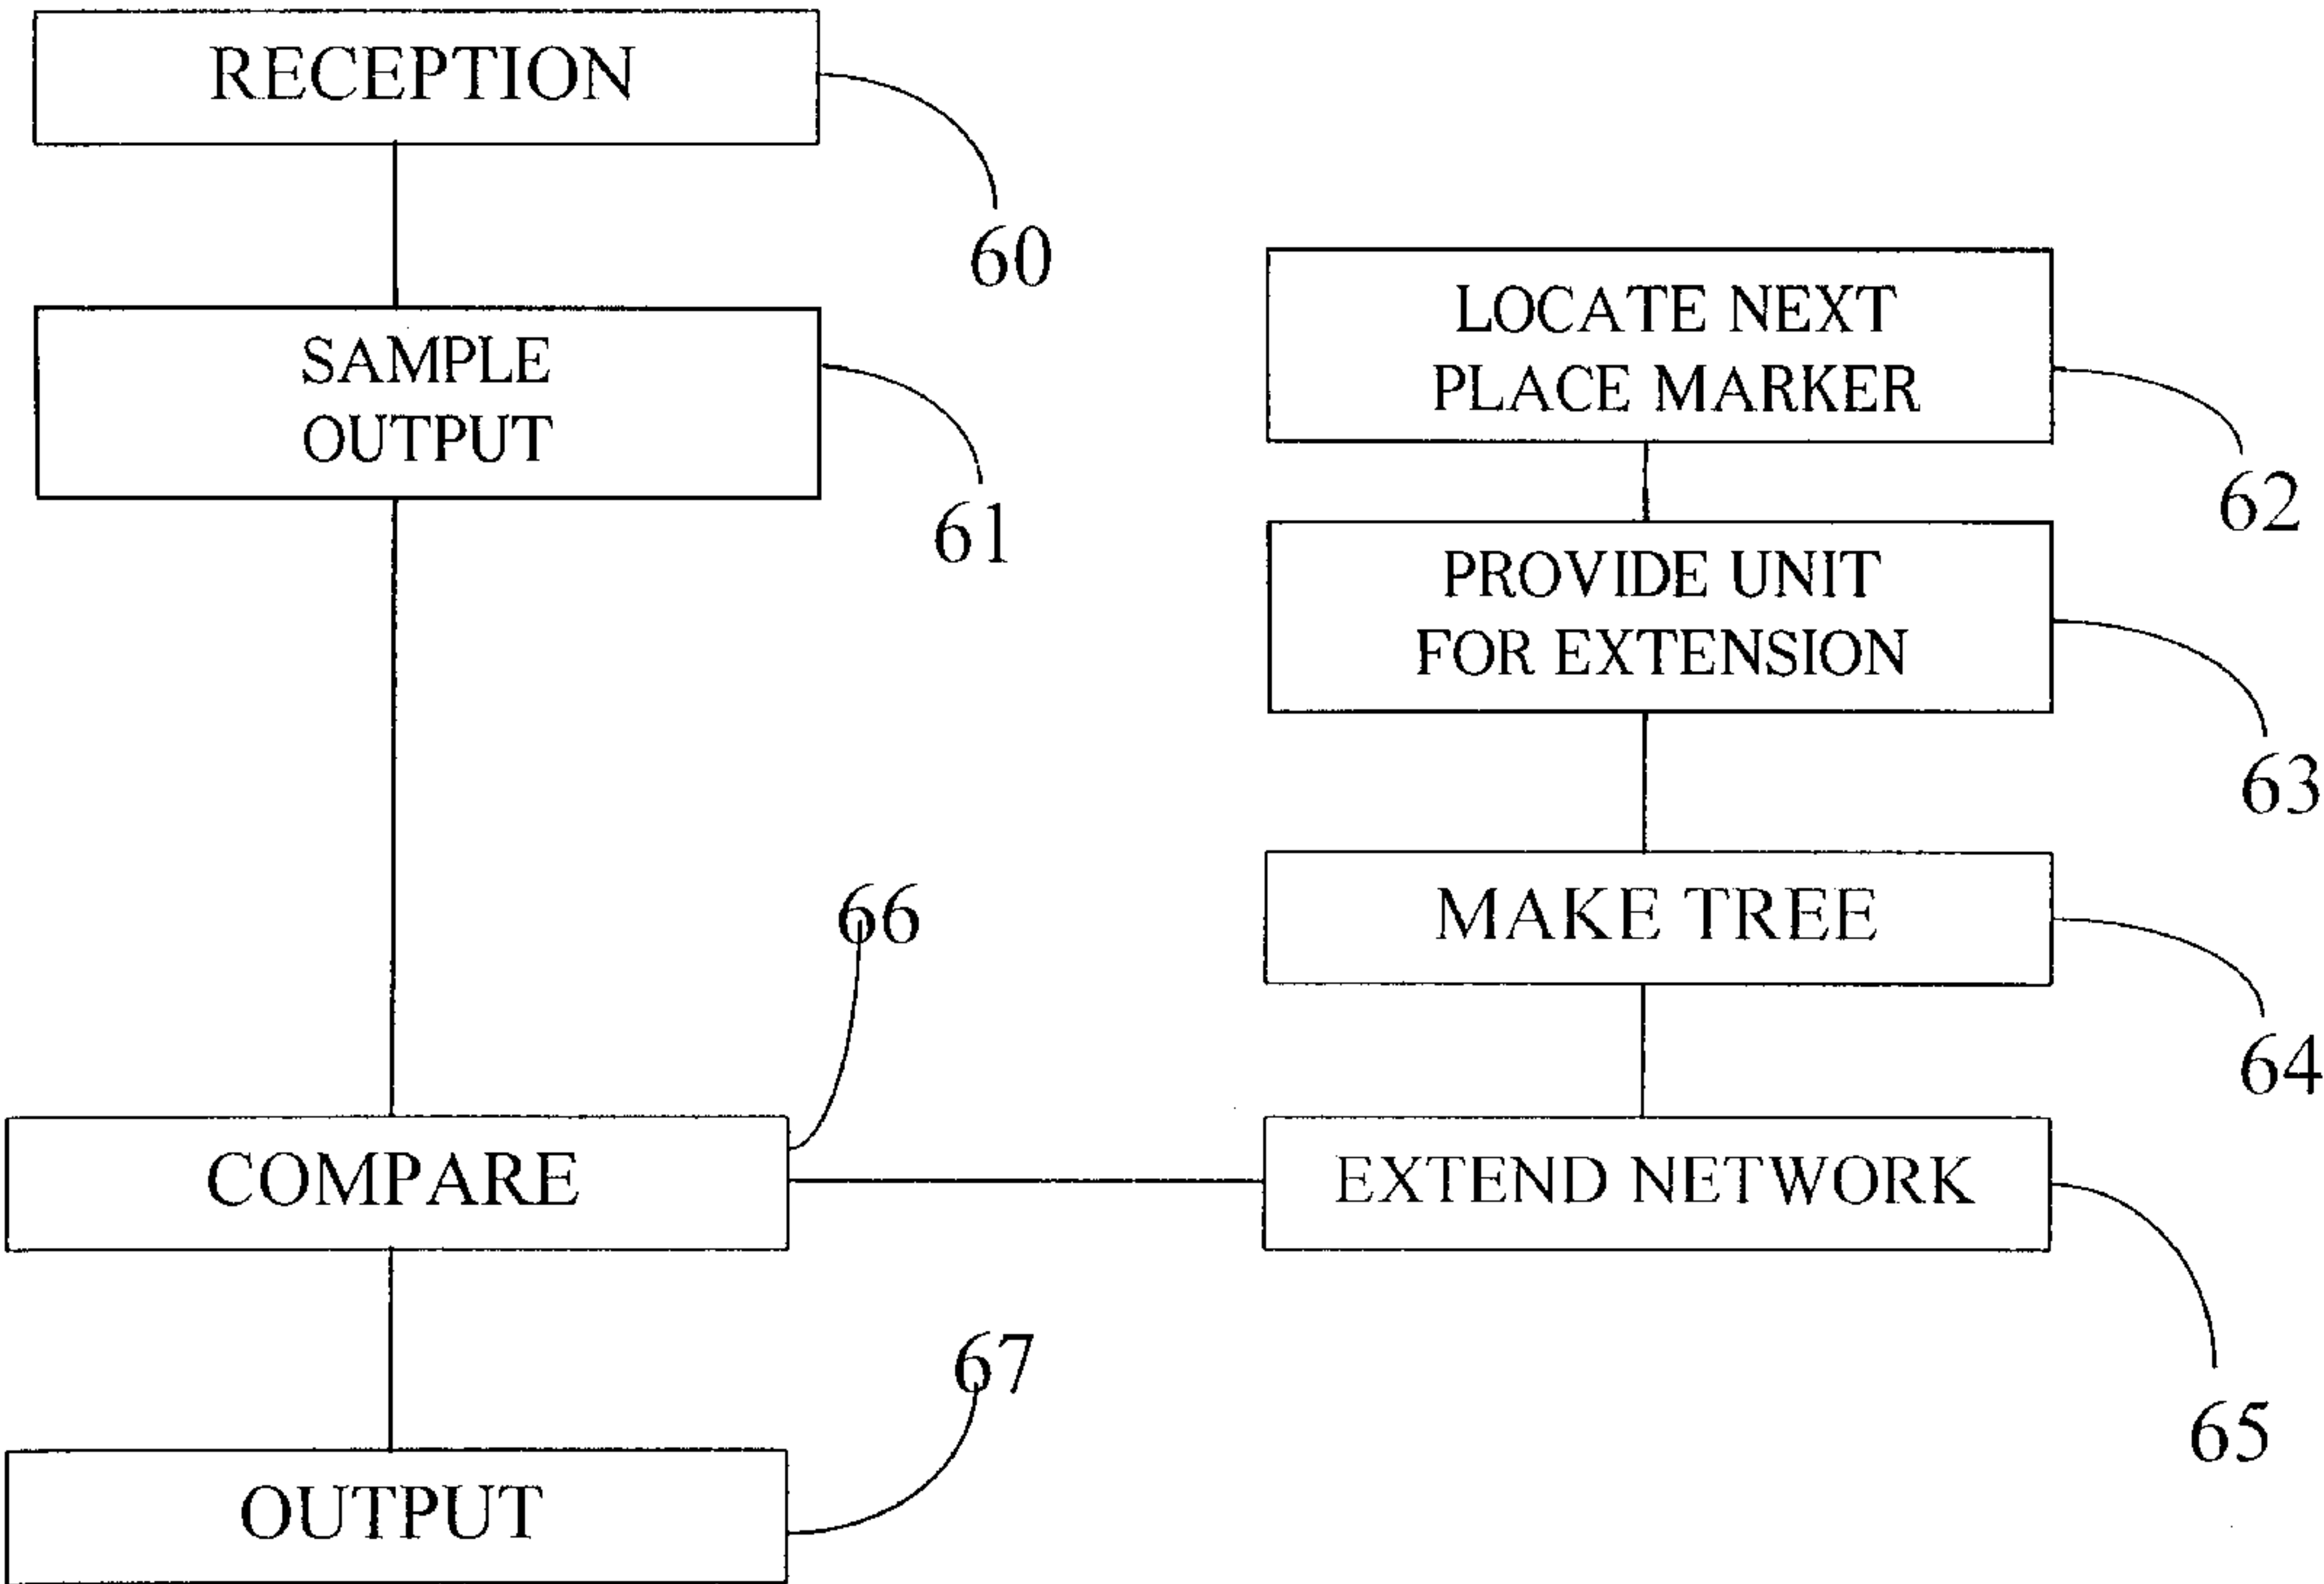 RECEPTION
60
SAMPLE
OUTPUT
61
LOCATE NEXT
PLACE MARKER
62
PROVIDE UNIT
FOR EXTENSION
63
MAKE TREE
64
66
COMPARE
EXTEND NETWORK
65
67
OUTPUT